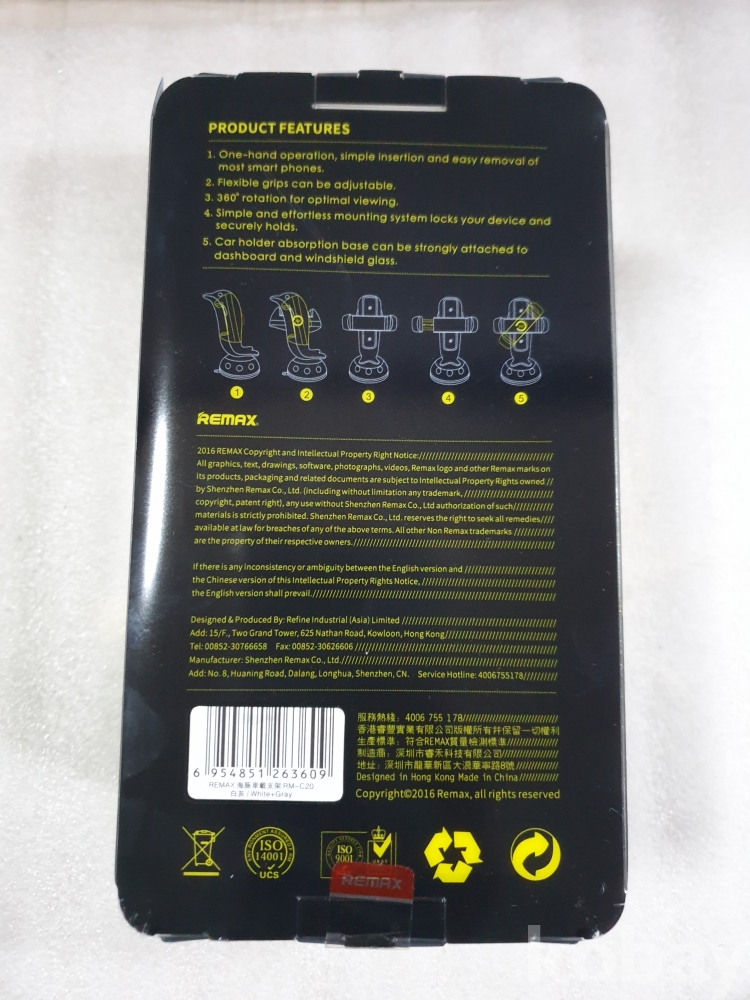 PRODUCT FEATURES
1. One-hand operation, simple insertion and easy removal of
most smart phones.
2. Flexible grips can be adjustable.
3. 360° rotation for optimal viewing.
4. Simple and effortless mounting system locks your device and
securely holds.
5. Car holder absorption base can be strongly attached to
dashboard and windshield glass.
1 2 3 4 5
REMAX
2016 REMAX Copyright and Intellectual Property Right Notice:////////////////////////////////
All graphics, text, drawings, software, photographs, videos, Remax logo and other Remax marks on
its products, packaging and related documents are subject to Intellectual Property Rights owned //
by Shenzhen Remax Co., Ltd. (including without limitation any trademark,/////////////////////
copyright, patent right), any use without Shenzhen Remax Co., Ltd authorization of such/////////
materials is strictly prohibited. Shenzhen Remax Co., Ltd. reserves the right to seek all remedies////
available at law for breaches of any of the above terms. All other Non Remax trademarks //////////
are the property of their respective owners.////////////////////////////////////////////////
If there is any inconsistency or ambiguity between the English version and //////////////////////
the Chinese version of this Intellectual Property Rights Notice, ////////////////////////////////
the English version shall prevail.//////////////////////////////////////////////////////////
Designed & Produced By: Refine Industrial (Asia) Limited /////////////////////////////////////
Add: 15/F., Two Grand Tower, 625 Nathan Road, Kowloon, Hong Kong///////////////////////////
Tel: 00852-30766658 Fax: 00852-30626606 /////////////////////////////////////////////////
Manufacturer: Shenzhen Remax Co., Ltd.///////////////////////////////////////////////////
Add: No. 8, Huaning Road, Dalang, Longhua, Shenzhen, CN. Service Hotline: 4006755178/////////
服務熱綫: 4006 755 178//////////////////////
香港睿豐實業有限公司版權所有并保留一切權利
生產標準: 符合REMAX質量檢測標準////////////
制造商: 深圳市睿禾科技有限公司/////////////
地址: 深圳市龍華新區大浪華寧路8號///////////
Designed in Hong Kong Made in China///////////
Copyright©2016 Remax, all rights reserved
6 954851 263609
REMAX 海豚車載支架 RM-C20
白灰 / White+Gray
ISO
14001
UCS
ISO
9001
REMAX
kobay